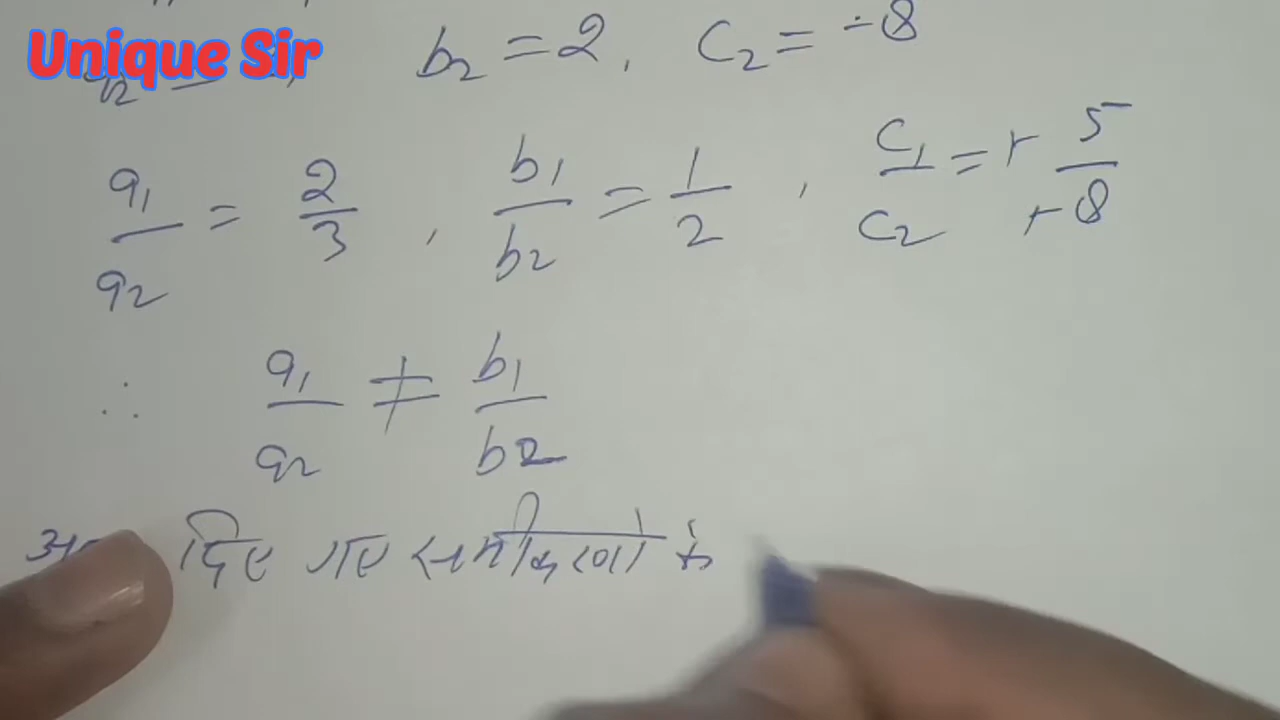 Unique Sir
b₂ = 2, c₂ = -8
a₁/a₂ = 2/3, b₁/b₂ = 1/2, c₁/c₂ = + 5/+8
∴ a₁/a₂ ≠ b₁/b₂
दिए गए समीकरणों के